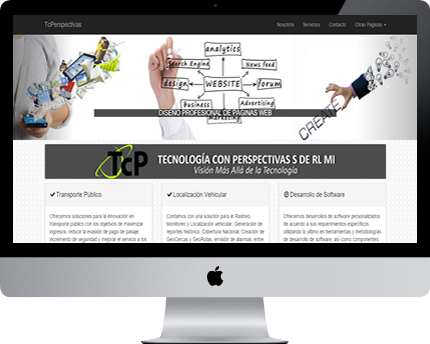 TcPerspectivas
Nosotros Servicios Contacto Otras Paginas
analytics
Search Engine News feed
design WEBSITE forum
Business Advertising
Marketing
DISEÑO PROFESIONAL DE PAGINAS WEB
CREATE
TcP TECNOLOGÍA CON PERSPECTIVAS S DE RL MI
Visión Más Allá de la Tecnología
Transporte Público
Ofrecemos soluciones para la innovación en
transporte público con los objetivos de maximizar
ingresos, reducir la evasión de pago de pasaje,
incremento de seguridad y mejorar el servicio a los
Localización Vehicular
Contamos con una solución para el Rastreo,
Monitoreo y Localización vehicular, Generación de
reportes histórico, Cobertura Nacional, Creación de
GeoCercas y GeoRutas, emisión de alarmas, entre
Desarrollo de Software
Ofrecemos desarrollos de software personalizados
de acuerdo a sus requerimientos específicos,
utilizando lo último en herramientas y metodologías
de desarrollo de software, así como componentes